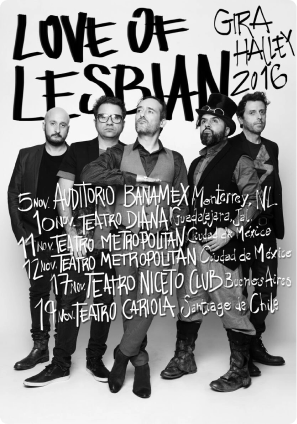 LOVE OF
LESBIAN
GIRA
HALLEY
2016
5 NOV. AUDITORIO BANAMEX Monterrey, NL
10 NOV. TEATRO DIANA Guadalajara, Jal.
11 NOV. TEATRO METROPOLITAN Ciudad de México
12 NOV. TEATRO METROPOLITAN Ciudad de México
17 NOV. TEATRO NICETO CLUB Buenos Aires
19 NOV. TEATRO CARIOLA Santiago de Chile